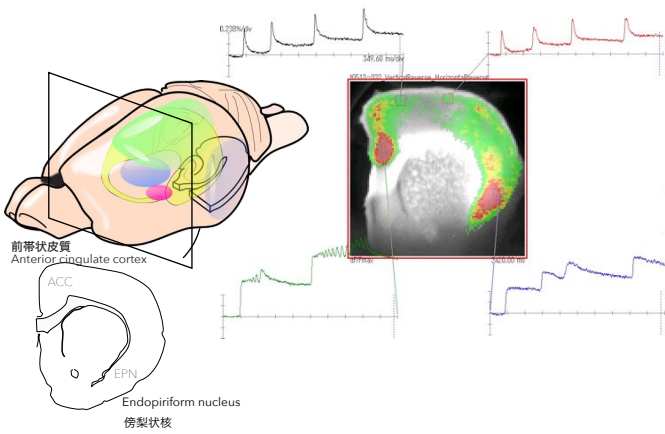 0.238%/div
349.60 ms/div
前帯状皮質
Anterior cingulate cortex
ACC
EPN
Endopiriform nucleus
傍梨状核